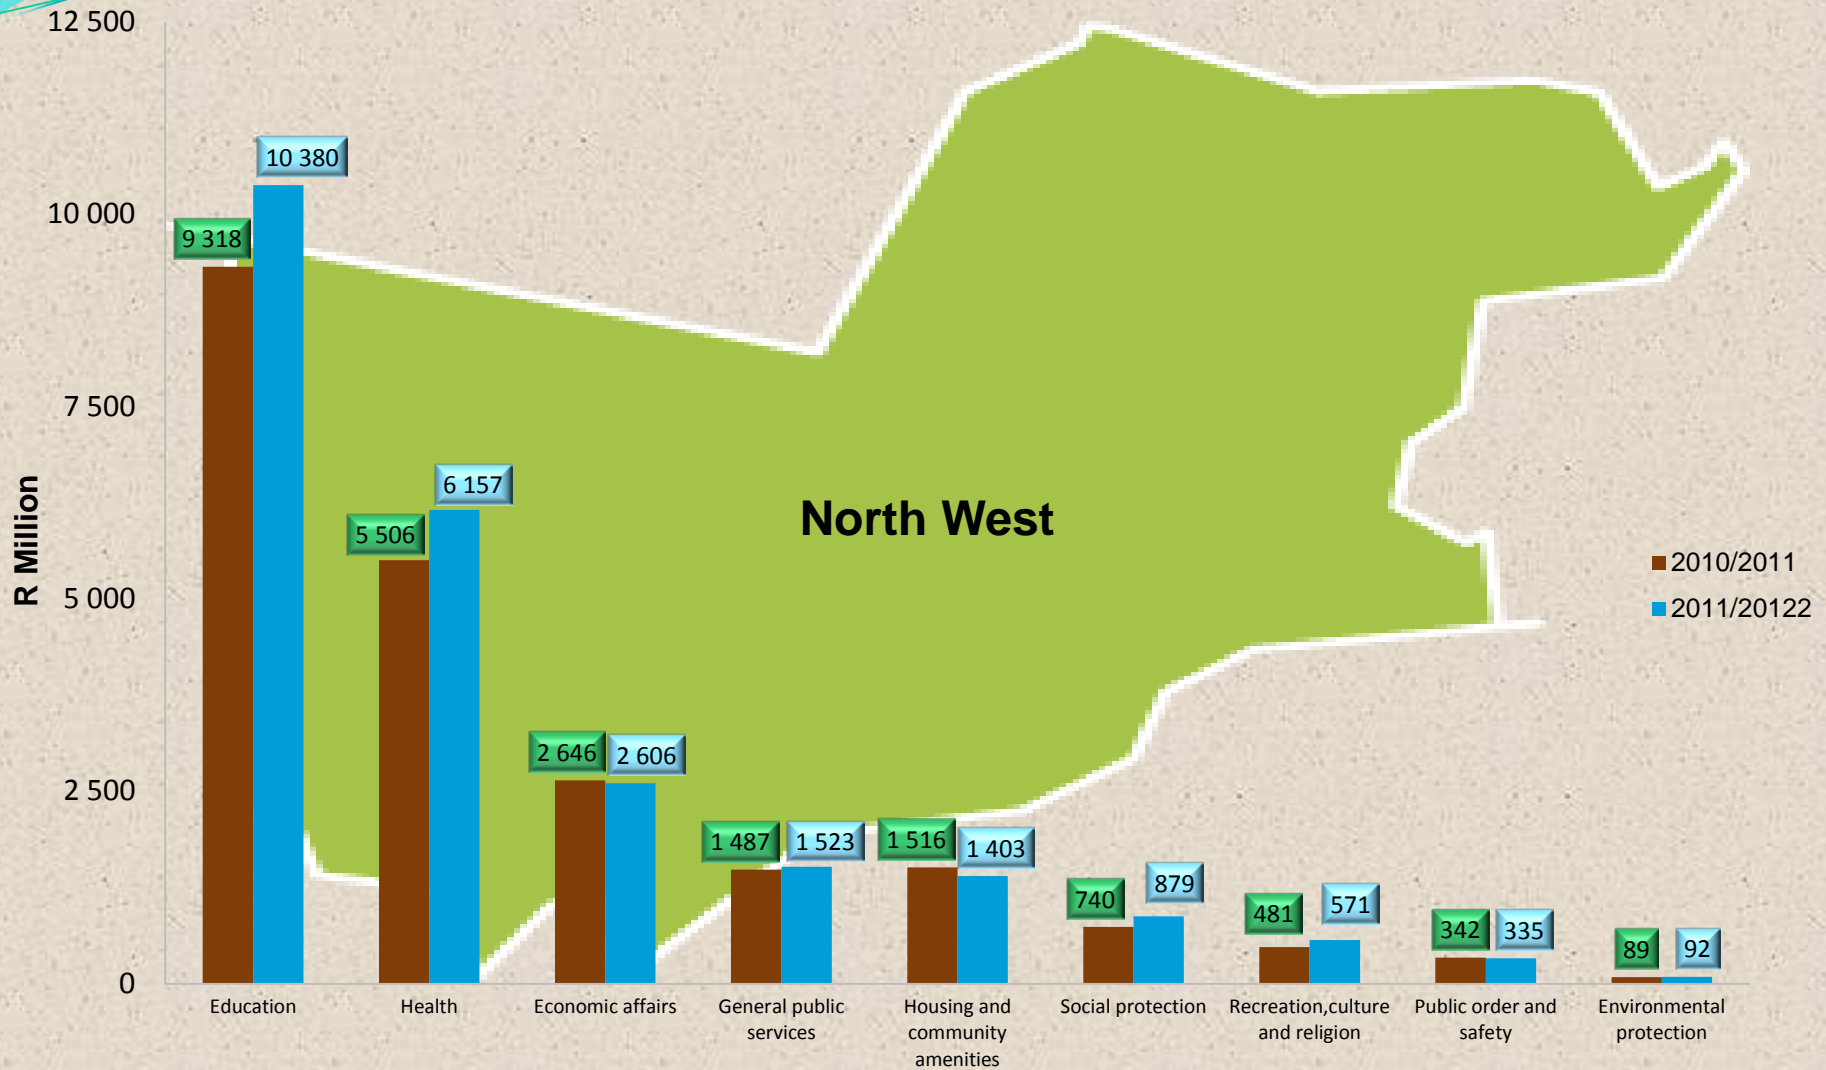 12 500
10 000
7 500
5 000
2 500
0
R Million
North West
9 318
10 380
5 506
6 157
2 646
2 606
1 487
1 523
1 516
1 403
740
879
481
571
342
335
89
92
2010/2011
2011/20122
Education
Health
Economic affairs
General public
services
Housing and
community
amenities
Social protection
Recreation,culture
and religion
Public order and
safety
Environmental
protection